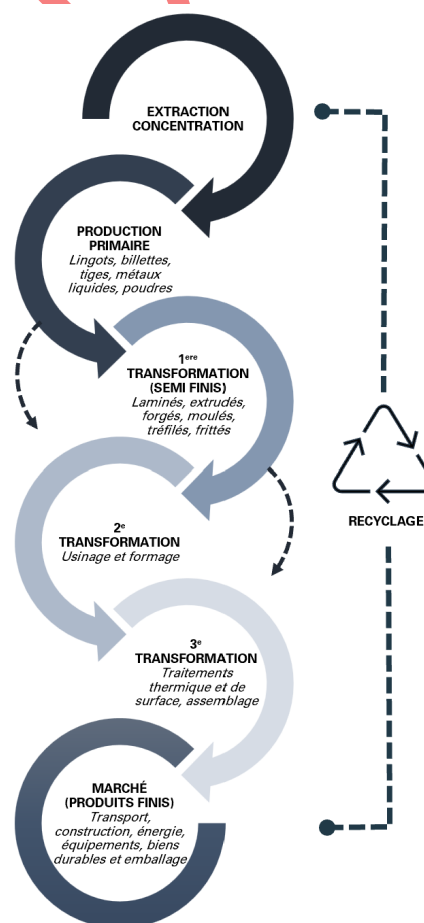 EXTRACTION
CONCENTRATION
PRODUCTION
PRIMAIRE
Lingots, billettes,
tiges, métaux
liquides, poudres
1ere
TRANSFORMATION
(SEMI FINIS)
Laminés, extrudés,
forgés, moulés,
tréfilés, frittés
RECYCLAGE
2e
TRANSFORMATION
Usinage et formage
3e
TRANSFORMATION
Traitements
thermique et de
surface, assemblage
MARCHÉ
(PRODUITS FINIS)
Transport,
construction, énergie,
équipements, biens
durables et emballage